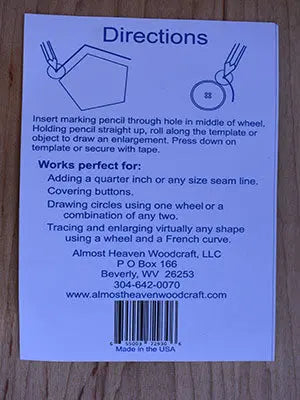 Directions
Insert marking pencil through hole in middle of wheel.
Holding pencil straight up, roll along the template or
object to draw an enlargement. Press down on
template or secure with tape.
Works perfect for:
Adding a quarter inch or any size seam line.
Covering buttons.
Drawing circles using one wheel or a
combination of any two.
Tracing and enlarging virtually any shape
using a wheel and a French curve.
Almost Heaven Woodcraft, LLC
P O Box 166
Beverly, WV 26253
304-642-0070
www.almostheavenwoodcraft.com
6 55003 72930 6
Made in the USA